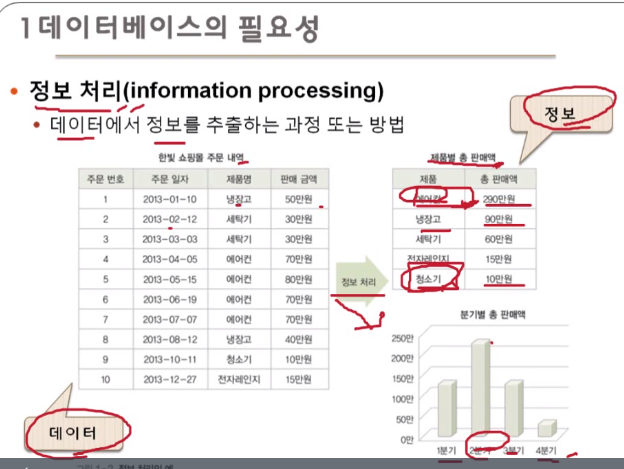 1 데이터베이스의 필요성
• 정보 처리(information processing)
• 데이터에서 정보를 추출하는 과정 또는 방법
정보
한빛 쇼핑몰 주문 내역
주문 번호 주문 일자 제품명 판매 금액
1 2013-01-10 냉장고 50만원
2 2013-02-12 세탁기 30만원
3 2013-03-03 세탁기 30만원
4 2013-04-05 에어컨 70만원
5 2013-05-15 에어컨 80만원
6 2013-06-19 에어컨 70만원
7 2013-07-07 에어컨 70만원
8 2013-08-12 냉장고 40만원
9 2013-10-11 청소기 10만원
10 2013-12-27 전자레인지 15만원
데이터
정보 처리
제품별 총 판매액
제품 총 판매액
에어컨 290만원
냉장고 90만원
세탁기 60만원
전자레인지 15만원
청소기 10만원
분기별 총 판매액
250만
200만
150만
100만
50만
0만
1분기 2분기 3분기 4분기